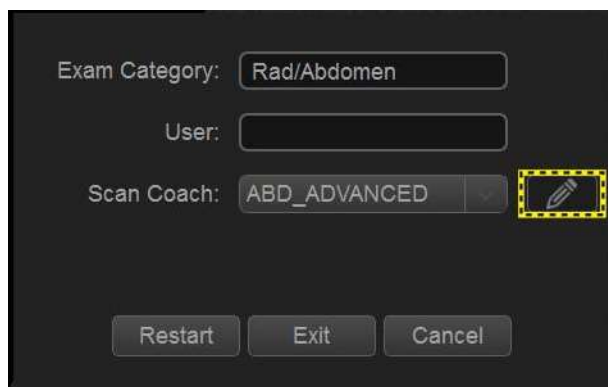 Exam Category: Rad/Abdomen
User:
Scan Coach: ABD_ADVANCED
Restart Exit Cancel